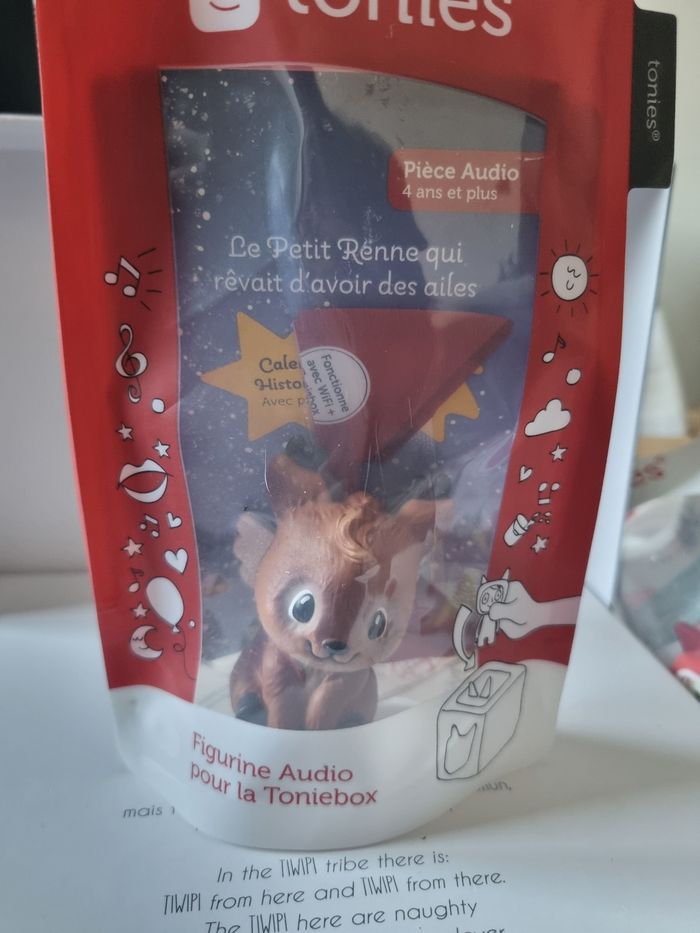 tonies
tonies®
Pièce Audio
4 ans et plus
Le Petit Renne qui
rêvait d'avoir des ailes
Fonctionne
avec WiFi +
Avec
Figurine Audio
pour la Toniebox
mais
In the TIWIPI tribe there is:
TIWIPI from here and TIWIPI from there.
The TIWIPI here are naughty